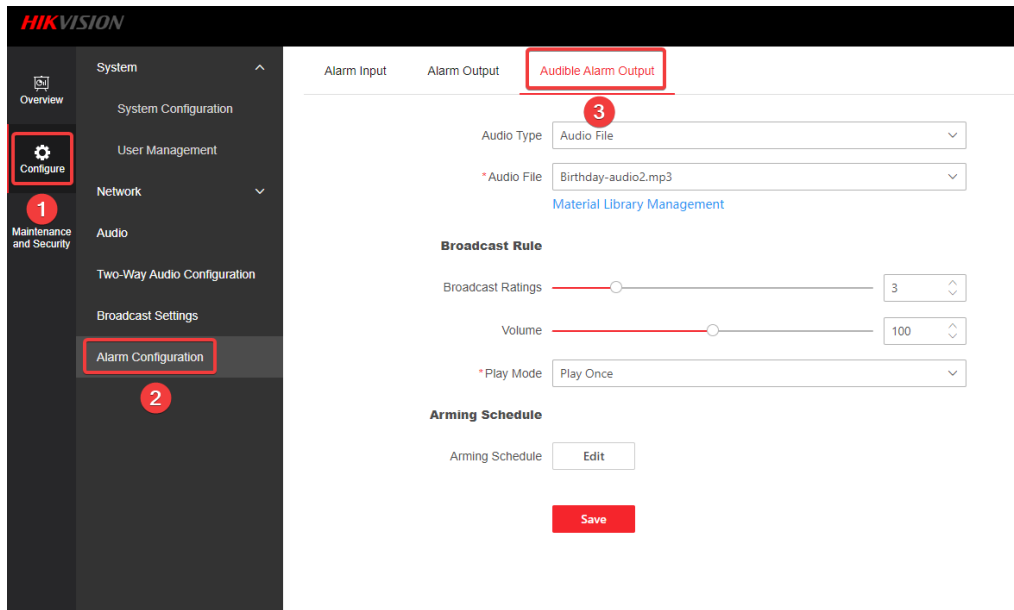 HIKVISION
Overview
Configure
1
Maintenance
and Security
System
System Configuration
User Management
Network
Audio
Two-Way Audio Configuration
Broadcast Settings
Alarm Configuration
2
Alarm Input Alarm Output Audible Alarm Output
3
Audio Type Audio File
*Audio File Birthday-audio2.mp3
Material Library Management
Broadcast Rule
Broadcast Ratings 3
Volume 100
*Play Mode Play Once
Arming Schedule
Arming Schedule Edit
Save